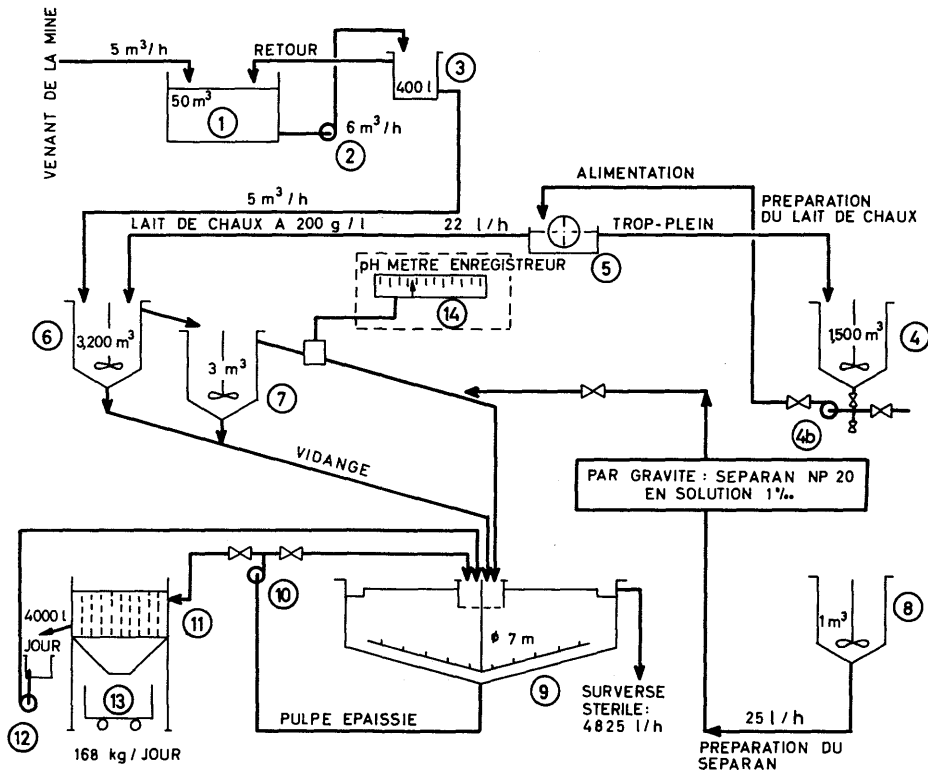 VENANT DE LA MINE
5 m³/h
RETOUR
50 m³
1
2
6 m³/h
400 l
3
5 m³/h
LAIT DE CHAUX A 200 g/l
22 l/h
ALIMENTATION
PREPARATION
DU LAIT DE CHAUX
TROP-PLEIN
5
pH METRE ENREGISTREUR
14
6
3,200 m³
3 m³
7
1,500 m³
4
4b
VIDANGE
PAR GRAVITE : SEPARAN NP 20
EN SOLUTION 1‰
4000 l
JOUR
11
10
12
13
168 kg/JOUR
PULPE EPAISSIE
ϕ 7 m
9
SURVERSE
STERILE:
4825 l/h
1 m³
8
25 l/h
PREPARATION DU
SEPARAN